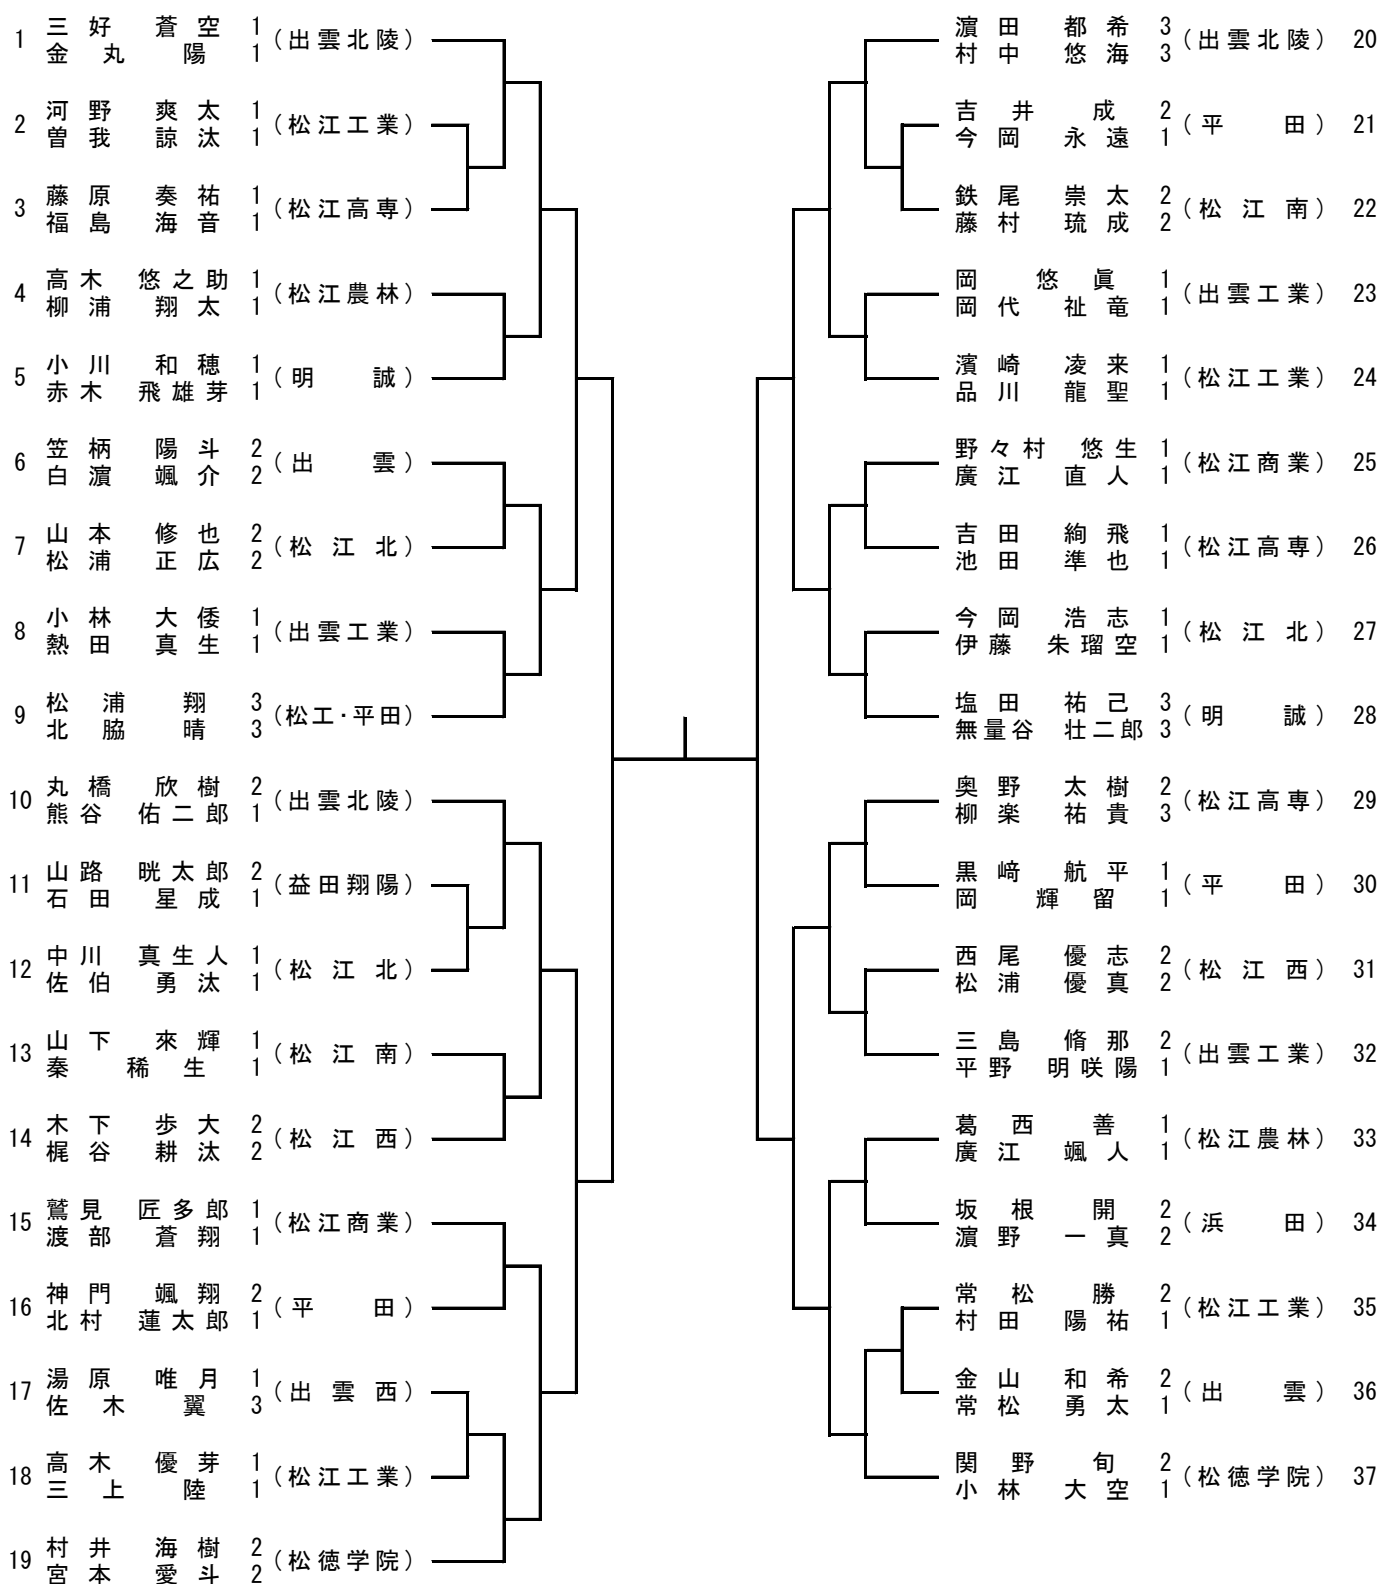 1 三好 蒼空 1 (出雲北陵)
金丸 陽 1
2 河野 爽太 1 (松江工業)
曽我 諒汰 1
3 藤原 奏祐 1 (松江高専)
福島 海音 1
4 高木 悠之助 1 (松江農林)
柳浦 翔太 1
5 小川 和穂 1 (明 誠)
赤木 飛雄芽 1
6 笠柄 陽斗 2 (出 雲)
白濵 颯介 2
7 山本 修也 2 (松江北)
松浦 正広 2
8 小林 大倭 1 (出雲工業)
熱田 真生 1
9 松浦 翔 3 (松工・平田)
北脇 晴 3
10 丸橋 欣樹 2 (出雲北陵)
熊谷 佑二郎 1
11 山路 晄太郎 2 (益田翔陽)
石田 星成 1
12 中川 真生人 1 (松江北)
佐伯 勇汰 1
13 山下 來輝 1 (松江南)
秦 稀生 1
14 木下 歩大 2 (松江西)
梶谷 耕汰 2
15 鷲見 匠多郎 1 (松江商業)
渡部 蒼翔 1
16 神門 颯翔 2 (平 田)
北村 蓮太郎 1
17 湯原 唯月 1 (出雲西)
佐木 翼 3
18 高木 優芽 1 (松江工業)
三上 陸 1
19 村井 海樹 2 (松徳学院)
宮本 愛斗 2
濵田 都希 3 (出雲北陵) 20
村中 悠海 3
吉井 成 2 (平 田) 21
今岡 永遠 1
鉄尾 崇太 2 (松江南) 22
藤村 琉成 2
岡 悠眞 1 (出雲工業) 23
岡代 祉竜 1
濱崎 凌来 1 (松江工業) 24
品川 龍聖 1
野々村 悠生 1 (松江商業) 25
廣江 直人 1
吉田 絢飛 1 (松江高専) 26
池田 準也 1
今岡 浩志 1 (松江北) 27
伊藤 朱瑠空 1
塩田 祐己 3 (明 誠) 28
無量谷 壮二郎 3
奥野 太樹 2 (松江高専) 29
柳楽 祐貴 3
黒﨑 航平 1 (平 田) 30
岡 輝留 1
西尾 優志 2 (松江西) 31
松浦 優真 2
三島 脩那 2 (出雲工業) 32
平野 明咲陽 1
葛西 善 1 (松江農林) 33
廣江 颯人 1
坂根 開 2 (浜 田) 34
濵野 一真 2
常松 勝 2 (松江工業) 35
村田 陽祐 1
金山 和希 2 (出 雲) 36
常松 勇太 1
関野 旬 2 (松徳学院) 37
小林 大空 1